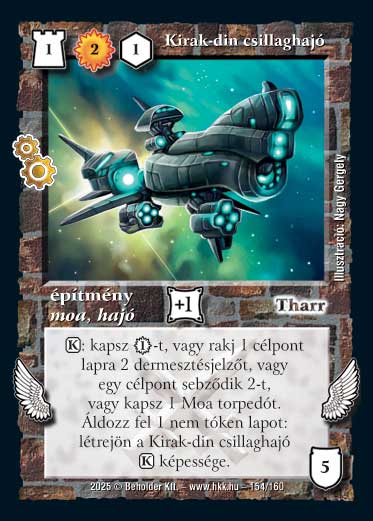 1 2 1 Kirak-din csillaghajó
Illusztráció: Nagy Gergely
építmény
moa, hajó
+1
Tharr
K: kapsz 1-t, vagy rakj 1 célpont
lapra 2 dermesztésjelzőt, vagy
egy célpont sebződik 2-t,
vagy kapsz 1 Moa torpedót.
Áldozz fel 1 nem tóken lapot:
létrejön a Kirak-din csillaghajó
K képessége.
5
2025 © Beholder Kft. – www.hkk.hu – 154/160